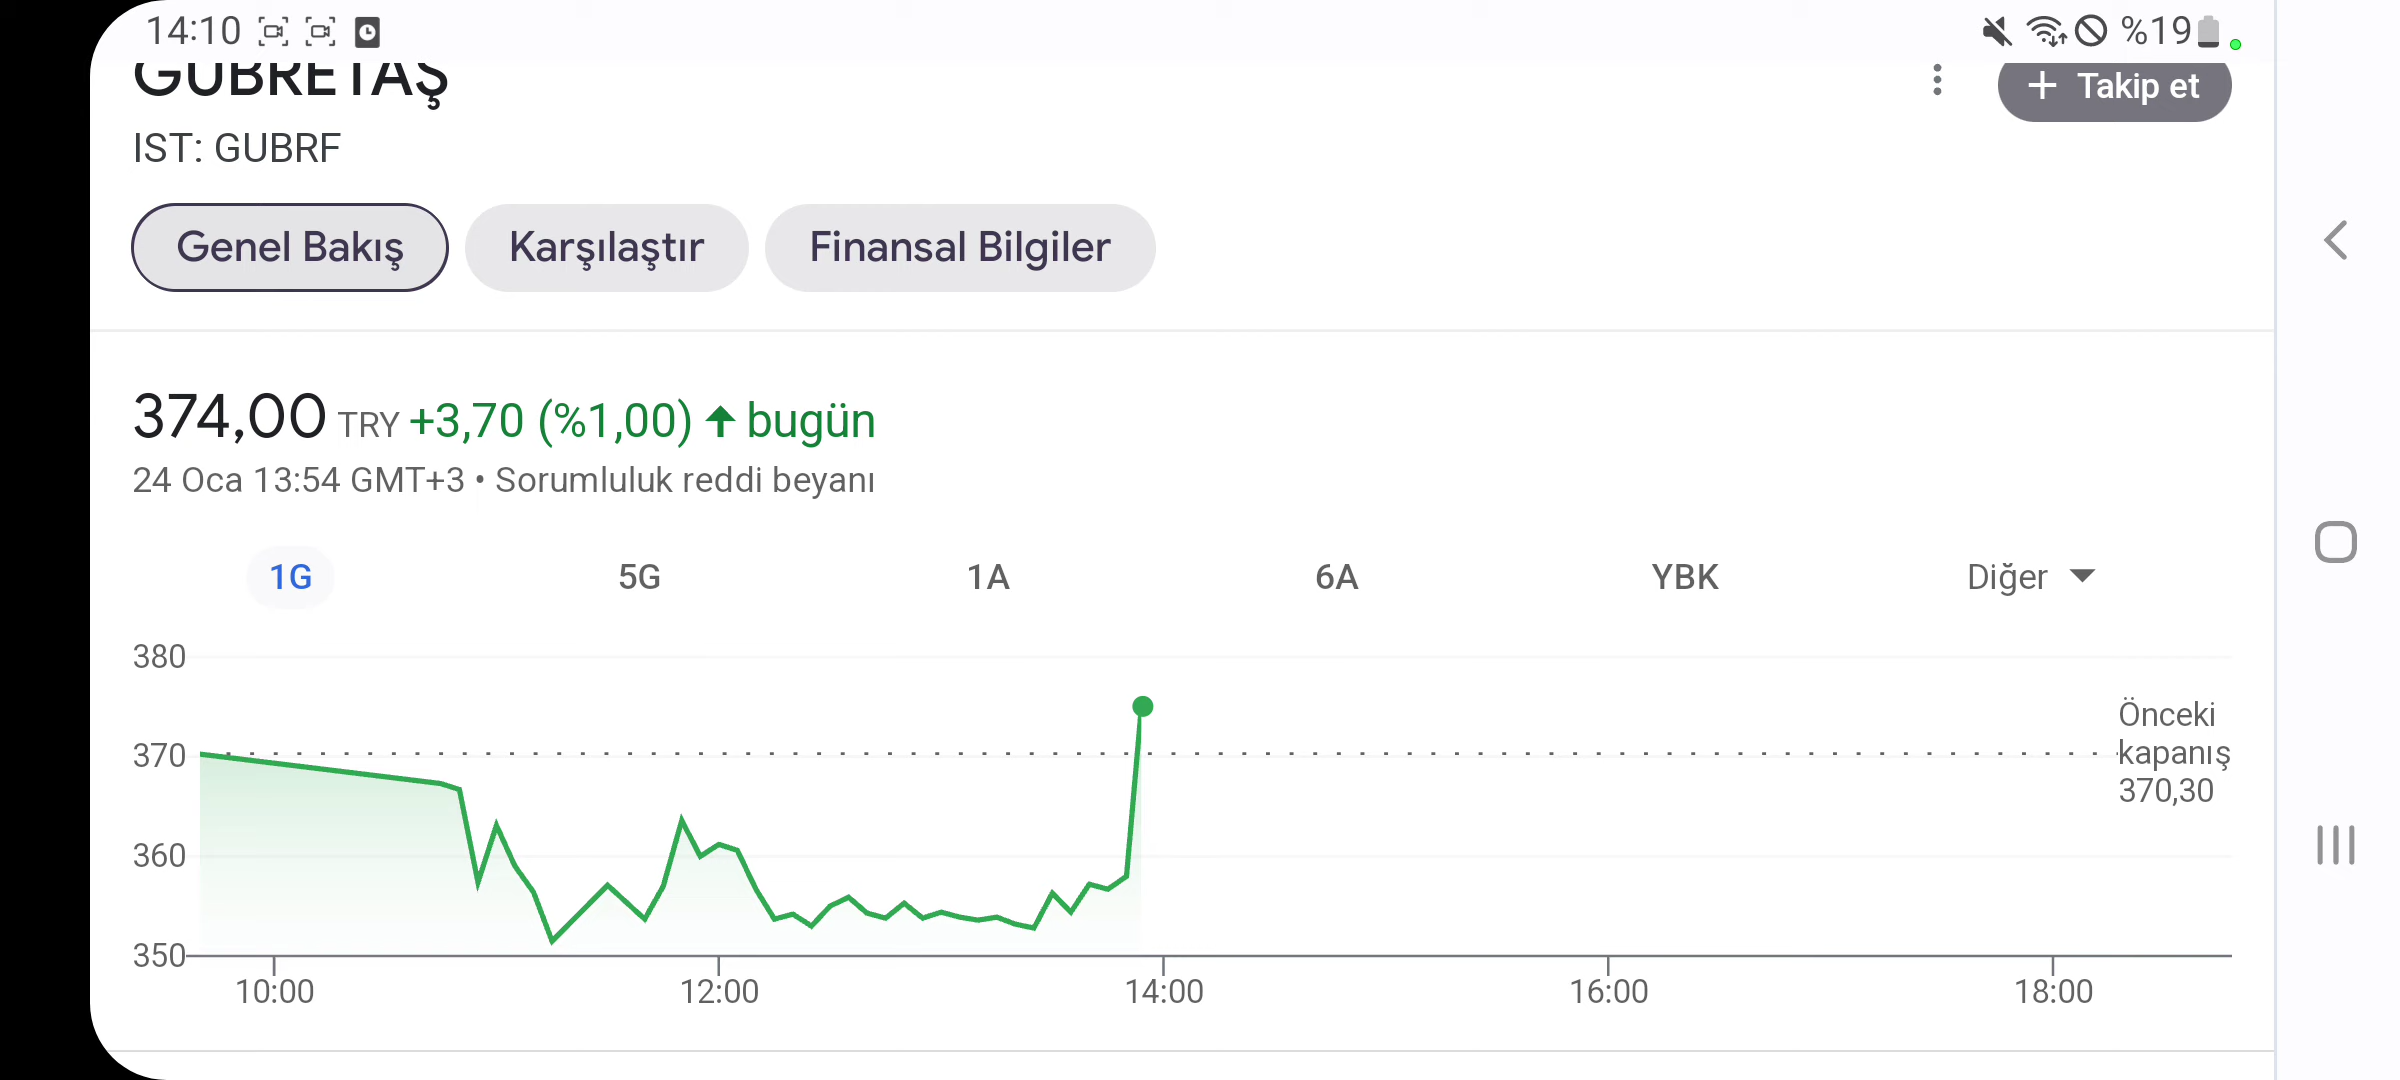 14:10 %19
GÜBRETAŞ
+ Takip et
IST: GUBRF
Genel Bakış Karşılaştır Finansal Bilgiler
374,00 TRY +3,70 (%1,00) bugün
24 Oca 13:54 GMT+3 • Sorumluluk reddi beyanı
1G 5G 1A 6A YBK Diğer
380
370
360
350
Önceki
kapanış
370,30
10:00 12:00 14:00 16:00 18:00